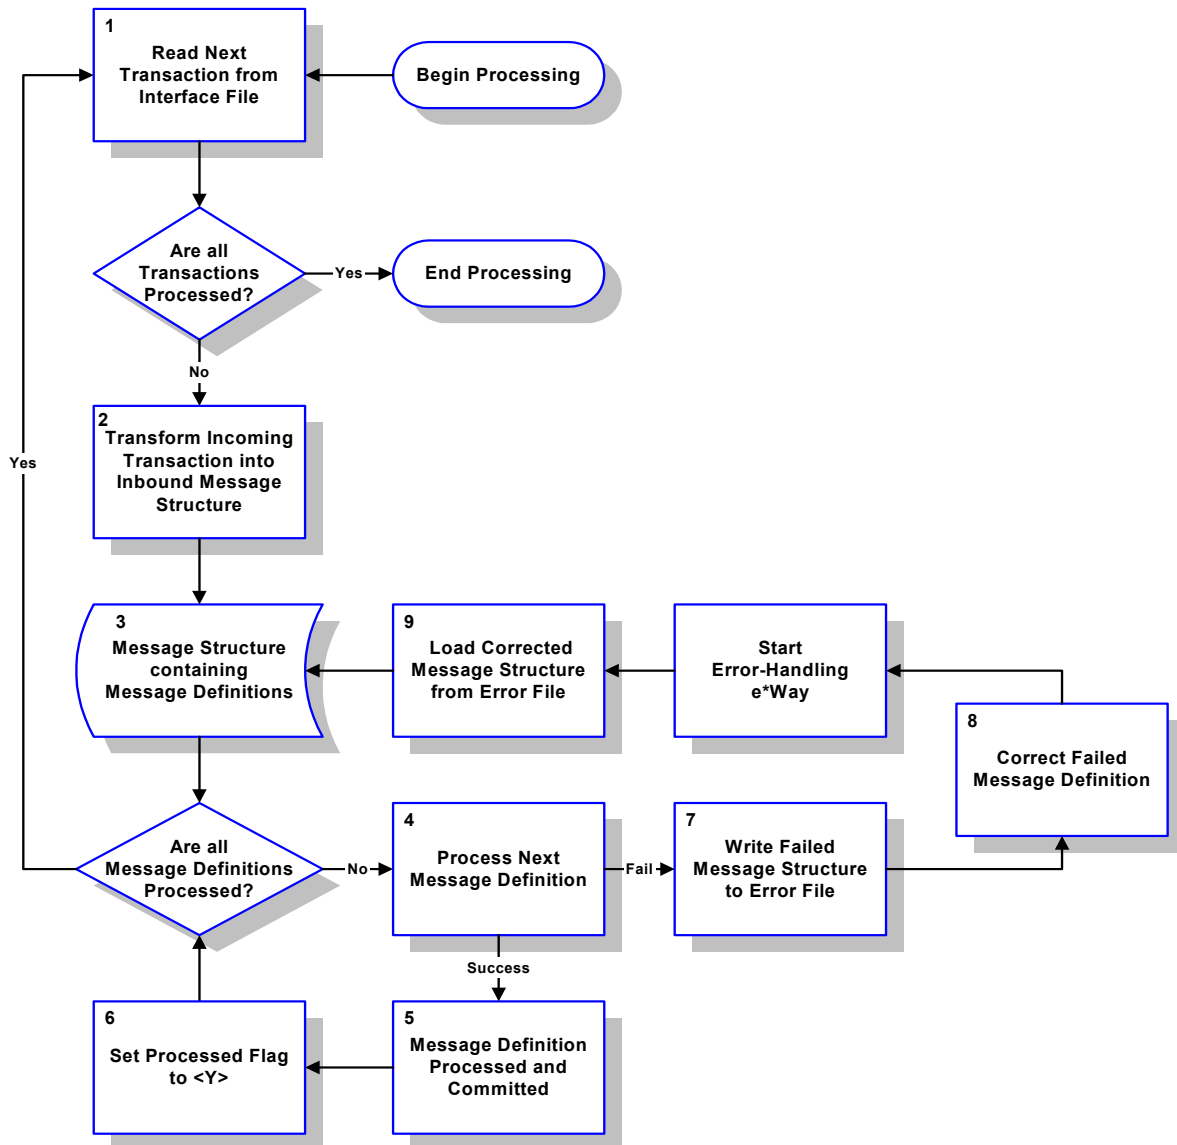 1
Read Next
Transaction from
Interface File
Begin Processing
Are all
Transactions
Processed?
Yes
End Processing
No
2
Transform Incoming
Transaction into
Inbound Message
Structure
Yes
3
Message Structure
containing
Message Definitions
9
Load Corrected
Message Structure
from Error File
Start
Error-Handling
e*Way
8
Correct Failed
Message Definition
Are all
Message Definitions
Processed?
No
4
Process Next
Message Definition
Fail
7
Write Failed
Message Structure
to Error File
Success
6
Set Processed Flag
to <Y>
5
Message Definition
Processed and
Committed